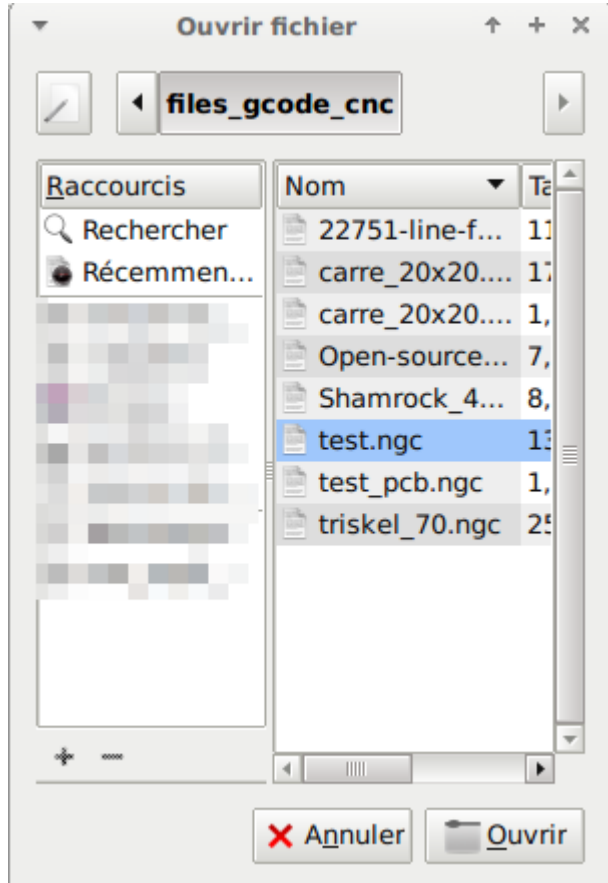 Ouvrir fichier
files_gcode_cnc
Raccourcis
Rechercher
Récemmen...
Nom Ta
22751-line-f... 11
carre_20x20.... 17
carre_20x20.... 1,
Open-source... 7,
Shamrock_4... 8,
test.ngc 13
test_pcb.ngc 1,
triskel_70.ngc 25
Annuler Ouvrir